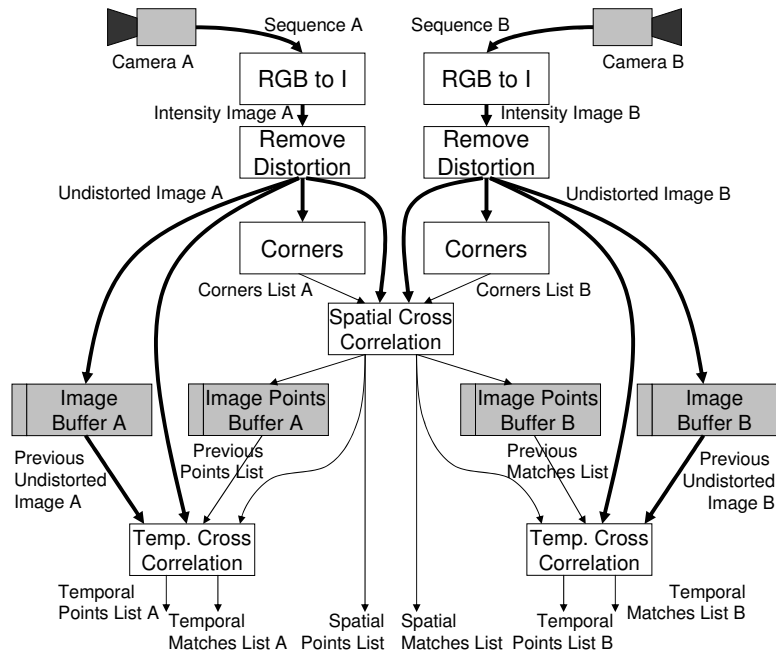 Sequence A
Sequence B
Camera A
Camera B
RGB to I
RGB to I
Intensity Image A
Intensity Image B
Remove
Distortion
Remove
Distortion
Undistorted Image A
Undistorted Image B
Corners
Corners
Corners List A
Corners List B
Spatial Cross
Correlation
Image
Buffer A
Image Points
Buffer A
Image Points
Buffer B
Image
Buffer B
Previous
Undistorted
Image A
Previous
Points List
Previous
Matches List
Previous
Undistorted
Image B
Temp. Cross
Correlation
Temp. Cross
Correlation
Temporal
Points List A
Temporal
Matches List A
Spatial
Points List
Spatial
Matches List
Temporal
Points List B
Temporal
Matches List B